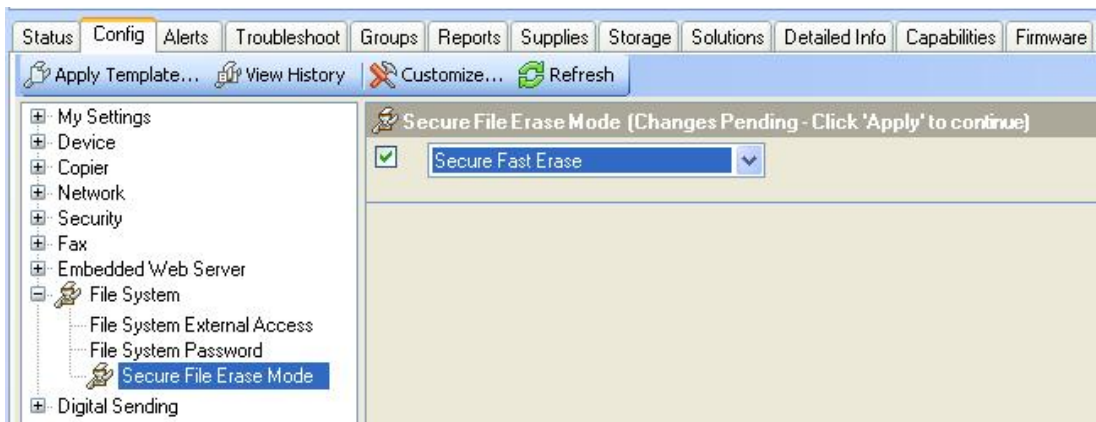 Status Config Alerts Troubleshoot Groups Reports Supplies Storage Solutions Detailed Info Capabilities Firmware
Apply Template... View History Customize... Refresh
My Settings
Device
Copier
Network
Security
Fax
Embedded Web Server
File System
File System External Access
File System Password
Secure File Erase Mode
Digital Sending
Secure File Erase Mode (Changes Pending - Click 'Apply' to continue)
Secure Fast Erase